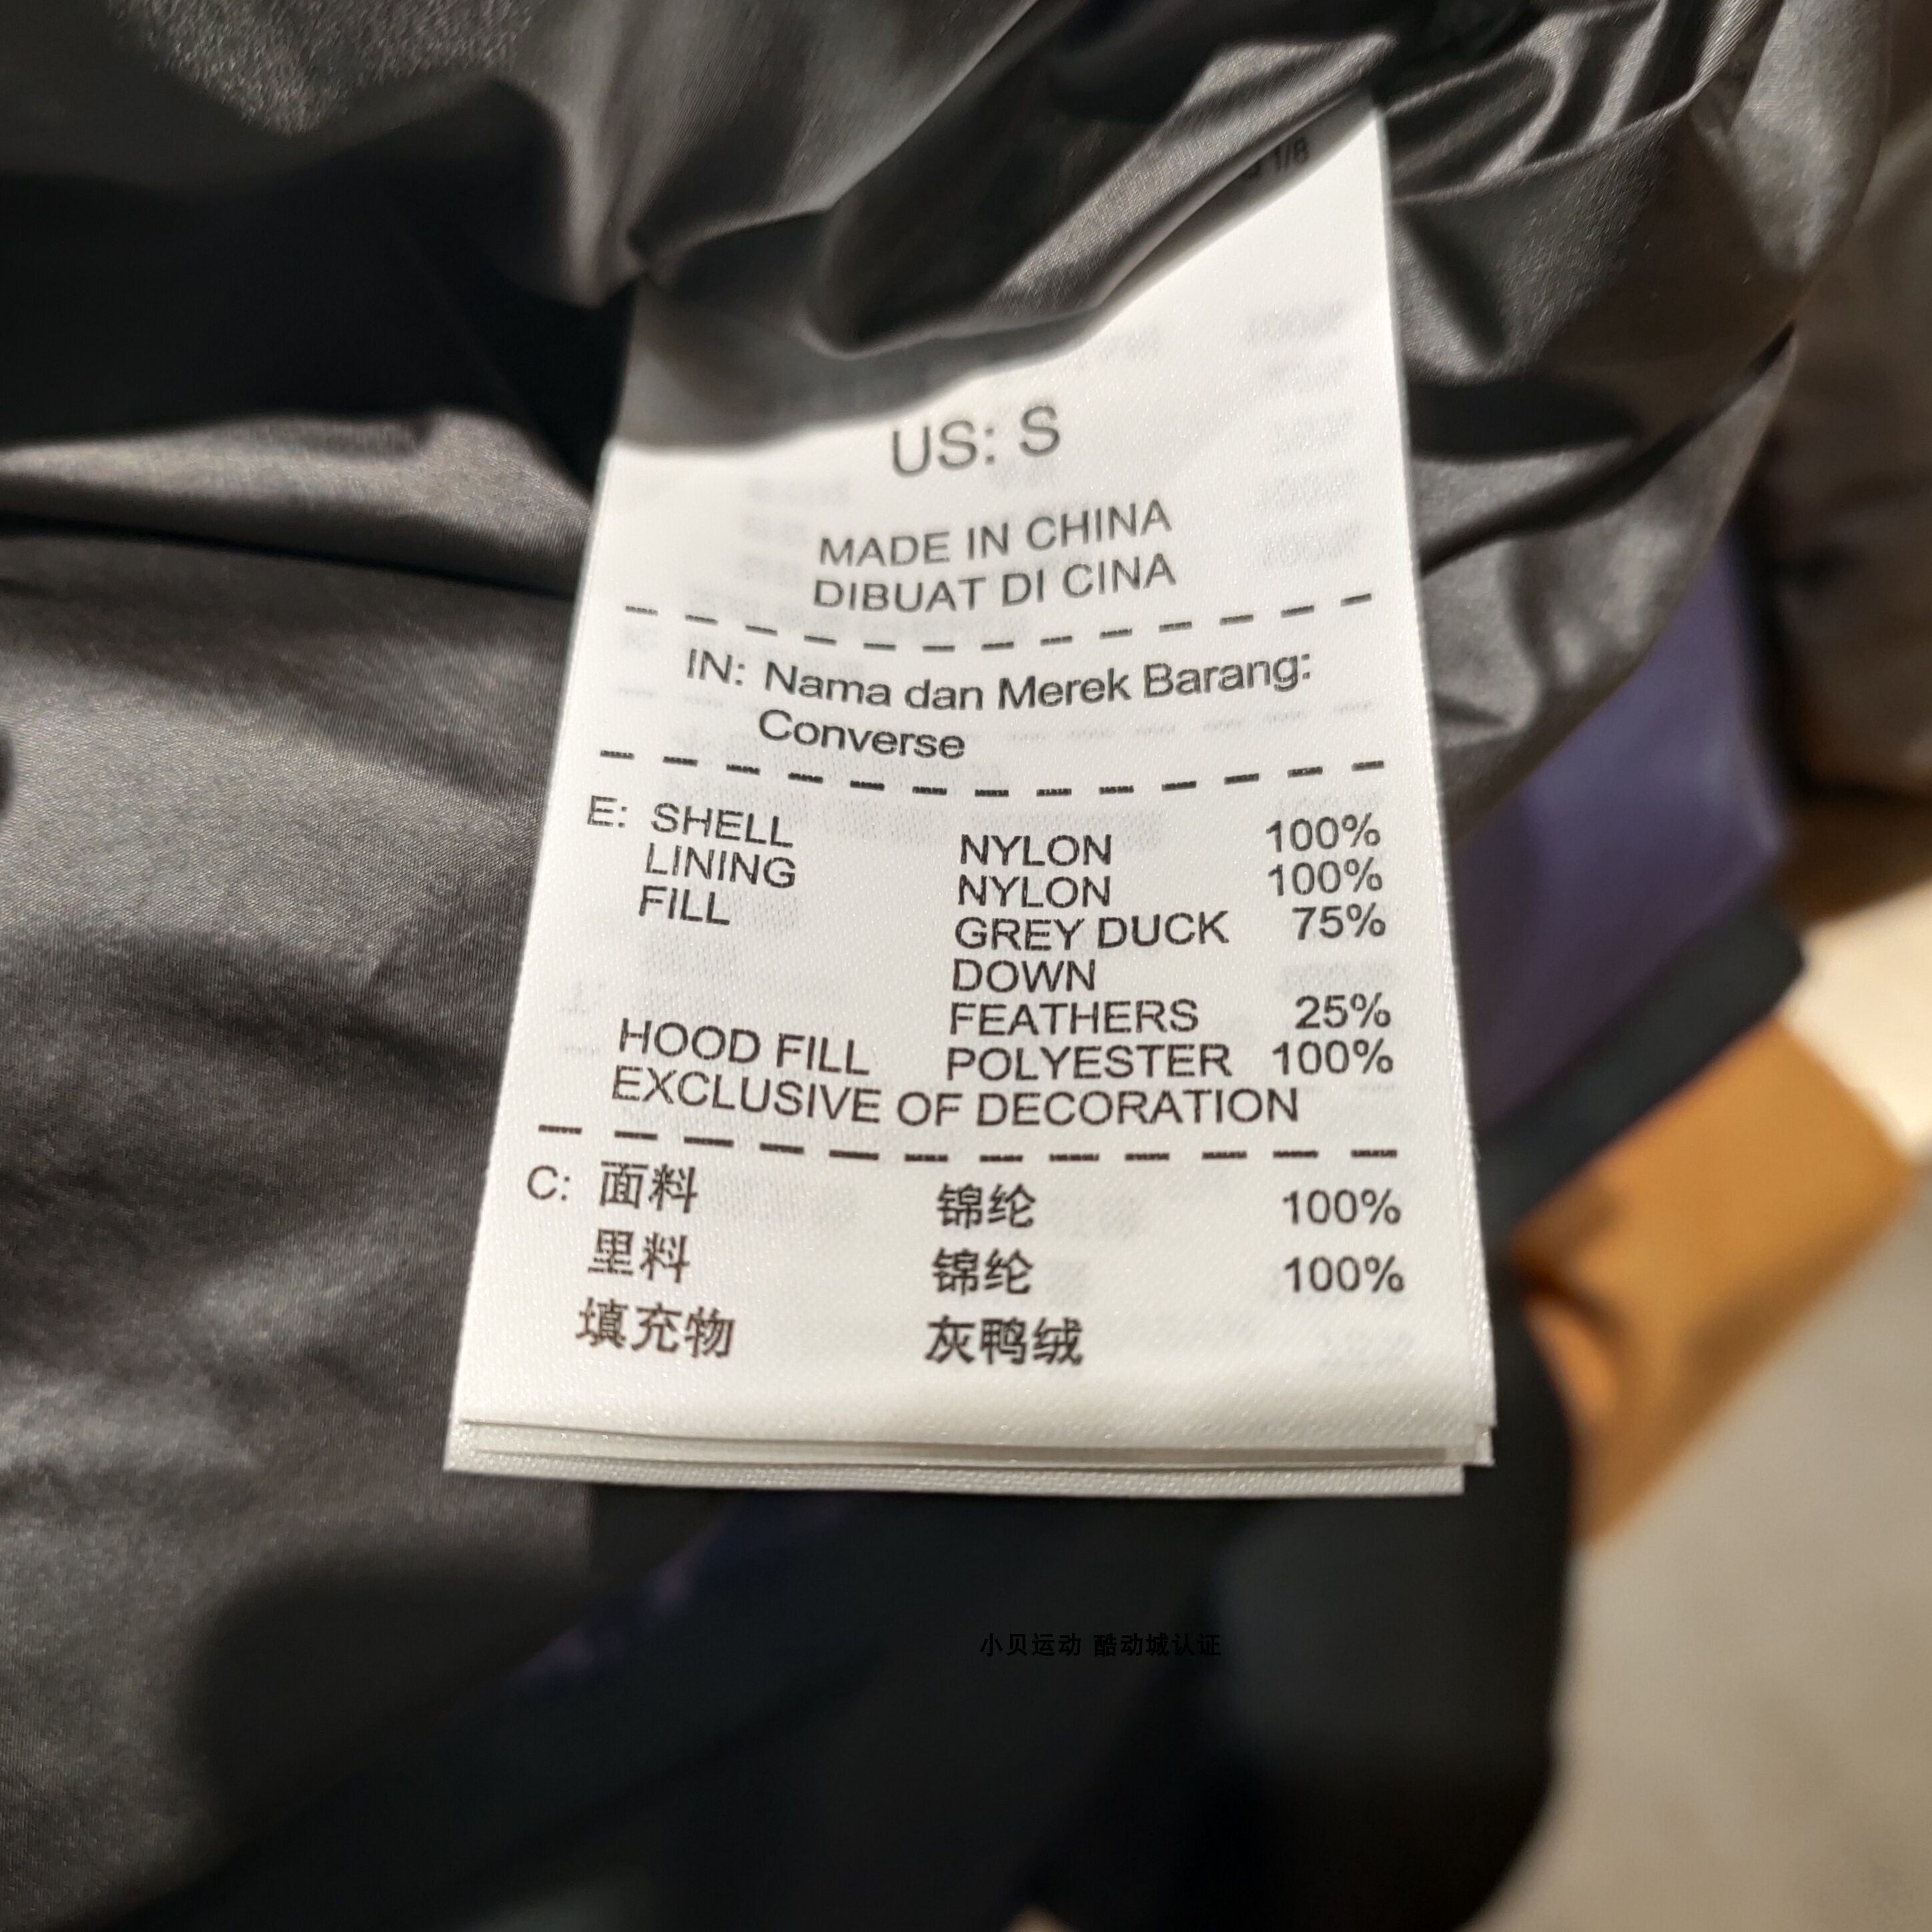 1/8
US: S
MADE IN CHINA
DIBUAT DI CINA
IN: Nama dan Merek Barang:
Converse
E: SHELL NYLON 100%
LINING NYLON 100%
FILL GREY DUCK 75%
DOWN
FEATHERS 25%
HOOD FILL POLYESTER 100%
EXCLUSIVE OF DECORATION
C: 面料 锦纶 100%
里料 锦纶 100%
填充物 灰鸭绒
小贝运动 酷动城认证